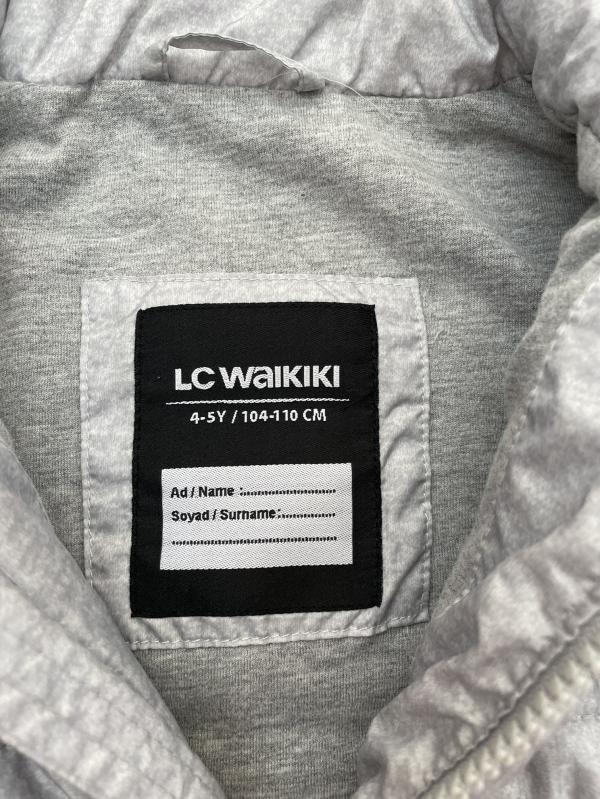 LC WAIKIKI
4-5Y / 104-110 CM
Ad / Name :....................
Soyad / Surname:............
....................................